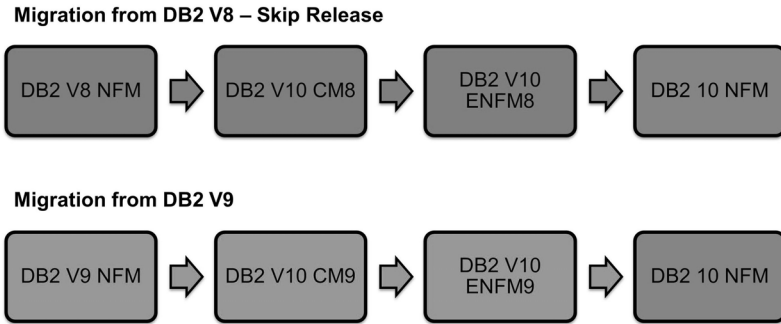 Migration from DB2 V8 – Skip Release
DB2 V8 NFM
DB2 V10 CM8
DB2 V10
ENFM8
DB2 10 NFM
Migration from DB2 V9
DB2 V9 NFM
DB2 V10 CM9
DB2 V10
ENFM9
DB2 10 NFM